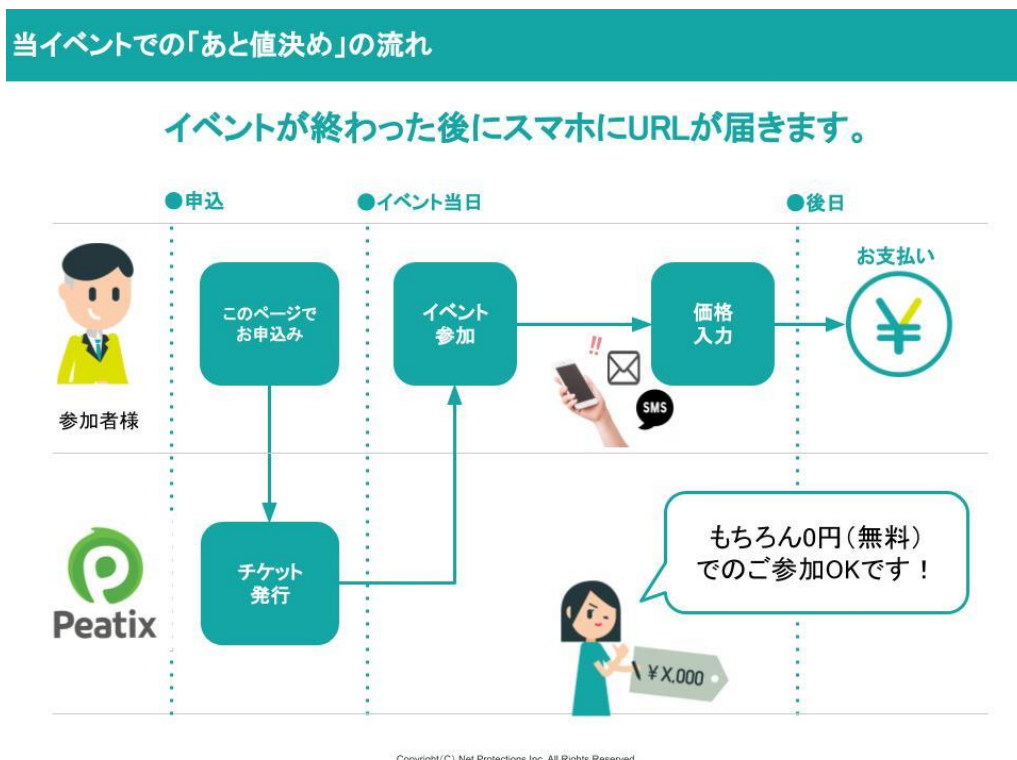 当イベントでの「あと値決め」の流れ
イベントが終わった後にスマホにURLが届きます。
●申込
●イベント当日
●後日
お支払い
このページで
お申込み
イベント
参加
価格
入力
!!
SMS
参加者様
チケット
発行
Peatix
もちろん0円（無料）
でのご参加OKです！
¥X,000
Copyright(C) Net Protections Inc. All Rights Reserved